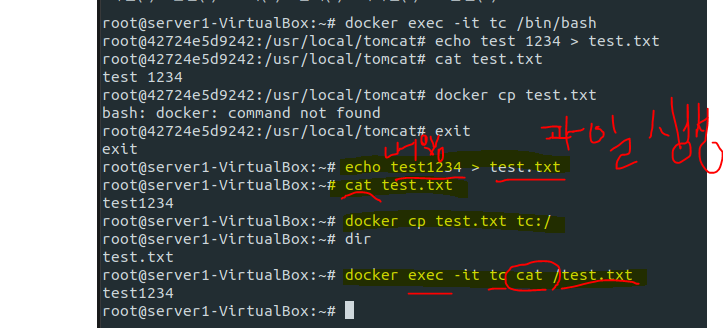 root@server1-VirtualBox:~# docker exec -it tc /bin/bash
root@42724e5d9242:/usr/local/tomcat# echo test 1234 > test.txt
root@42724e5d9242:/usr/local/tomcat# cat test.txt
test 1234
root@42724e5d9242:/usr/local/tomcat# docker cp test.txt
bash: docker: command not found
root@42724e5d9242:/usr/local/tomcat# exit
exit
내용
파일
root@server1-VirtualBox:~# echo test1234 > test.txt
root@server1-VirtualBox:~# cat test.txt
test1234
root@server1-VirtualBox:~# docker cp test.txt tc:/
root@server1-VirtualBox:~# dir
test.txt
root@server1-VirtualBox:~# docker exec -it tc cat /test.txt
test1234
root@server1-VirtualBox:~#